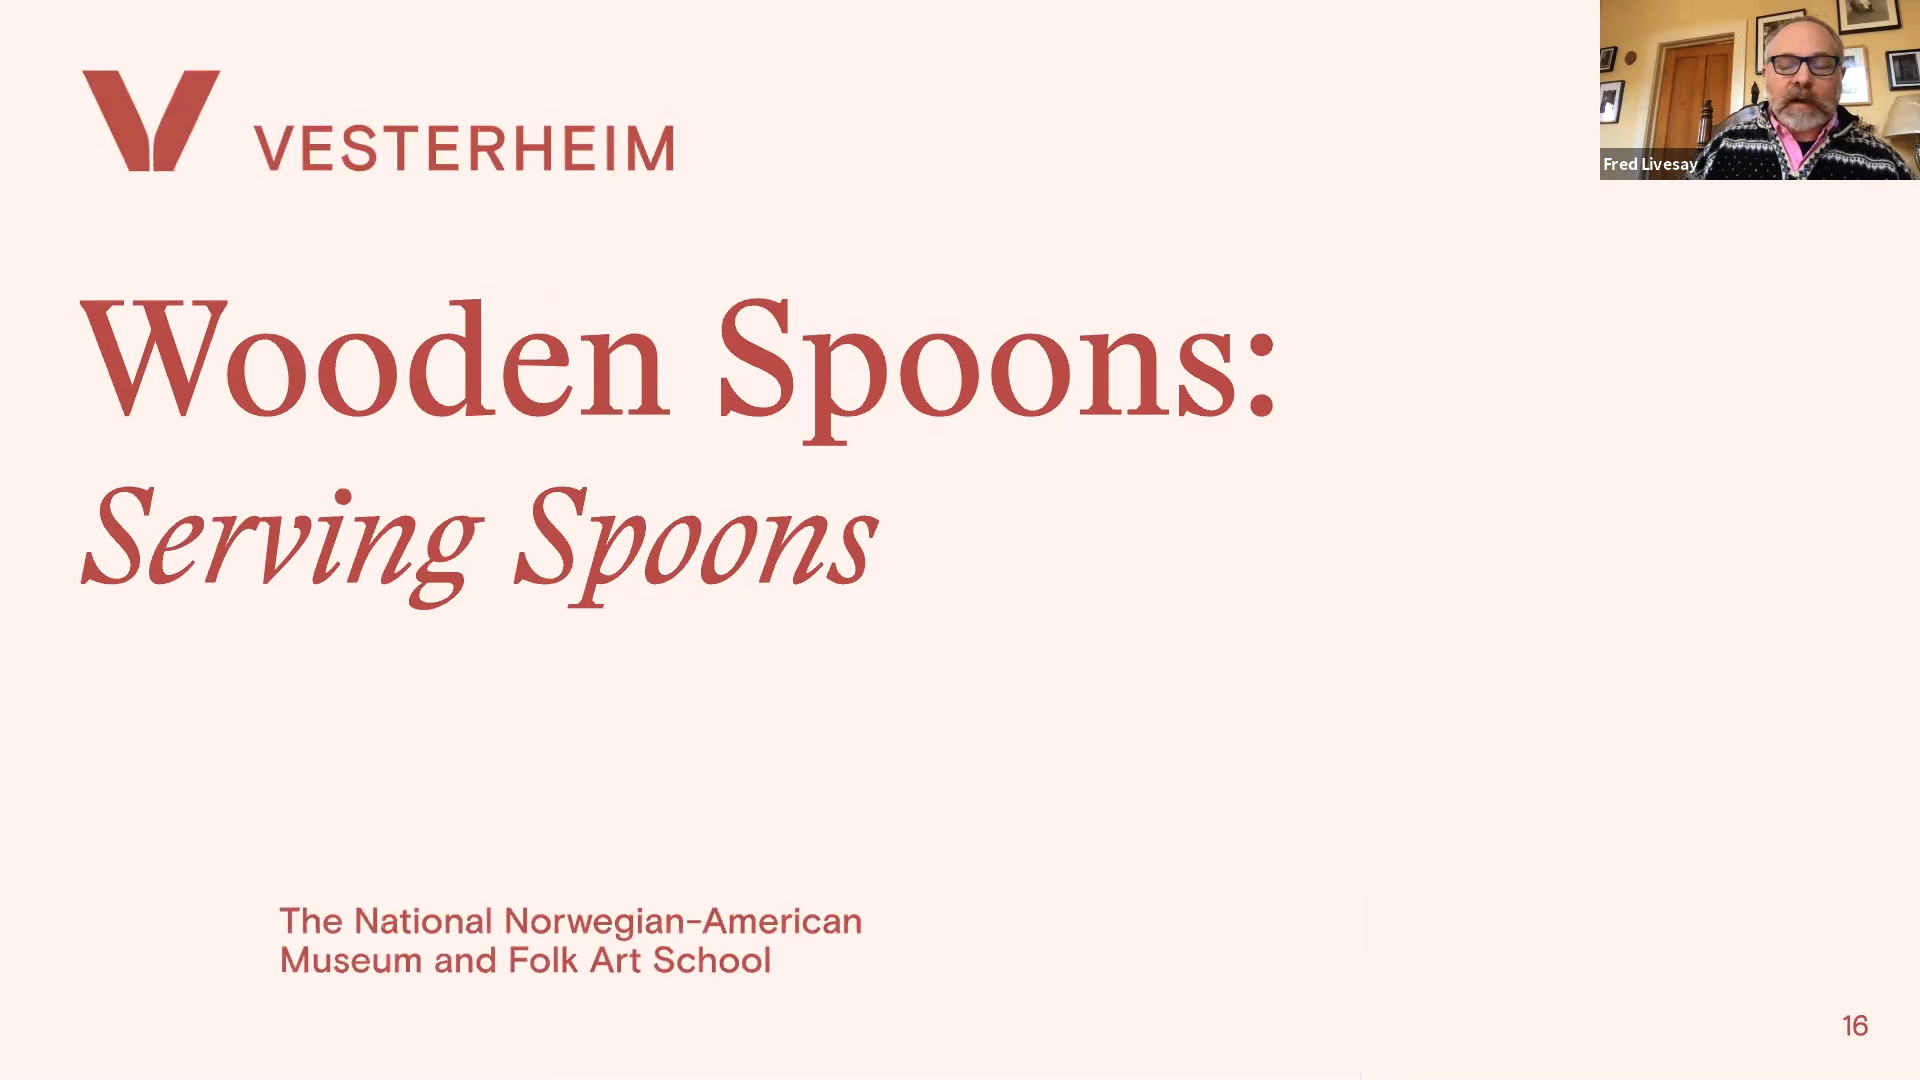 VESTERHEIM
Fred Livesay
Wooden Spoons:
Serving Spoons
The National Norwegian-American
Museum and Folk Art School
16